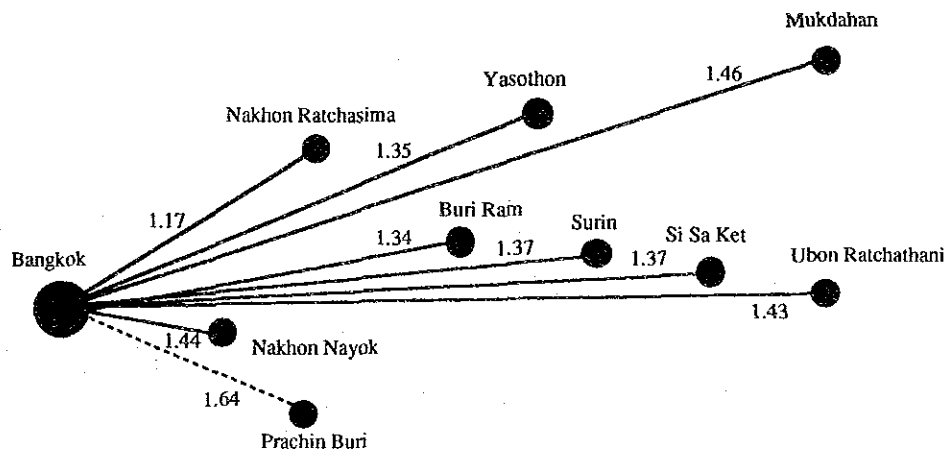 Mukdahan
1.46
Yasothon
Nakhon Ratchasima
1.35
1.17
Buri Ram
Surin
Si Sa Ket
1.34
1.37
1.37
Bangkok
Ubon Ratchathani
1.43
1.44
Nakhon Nayok
1.64
Prachin Buri